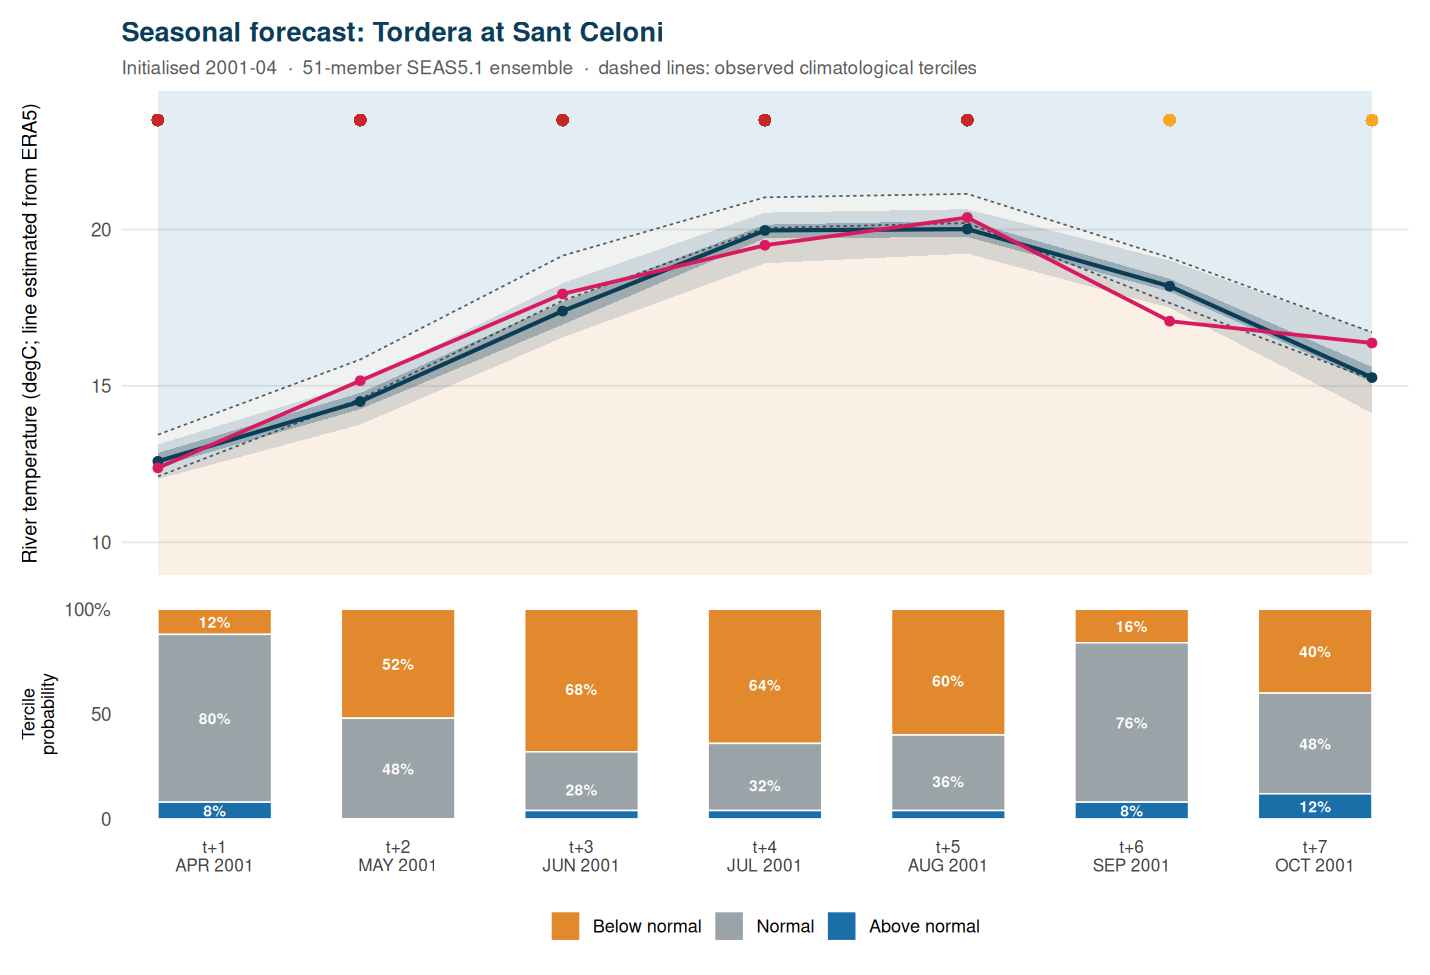 Seasonal forecast: Tordera at Sant Celoni
Initialised 2001-04 · 51-member SEAS5.1 ensemble · dashed lines: observed climatological terciles
River temperature (degC; line estimated from ERA5)
20
15
10
Tercile
probability
100%
50
0
12%
80%
8%
52%
48%
68%
28%
64%
32%
60%
36%
16%
76%
8%
40%
48%
12%
t+1
APR 2001
t+2
MAY 2001
t+3
JUN 2001
t+4
JUL 2001
t+5
AUG 2001
t+6
SEP 2001
t+7
OCT 2001
Below normal
Normal
Above normal